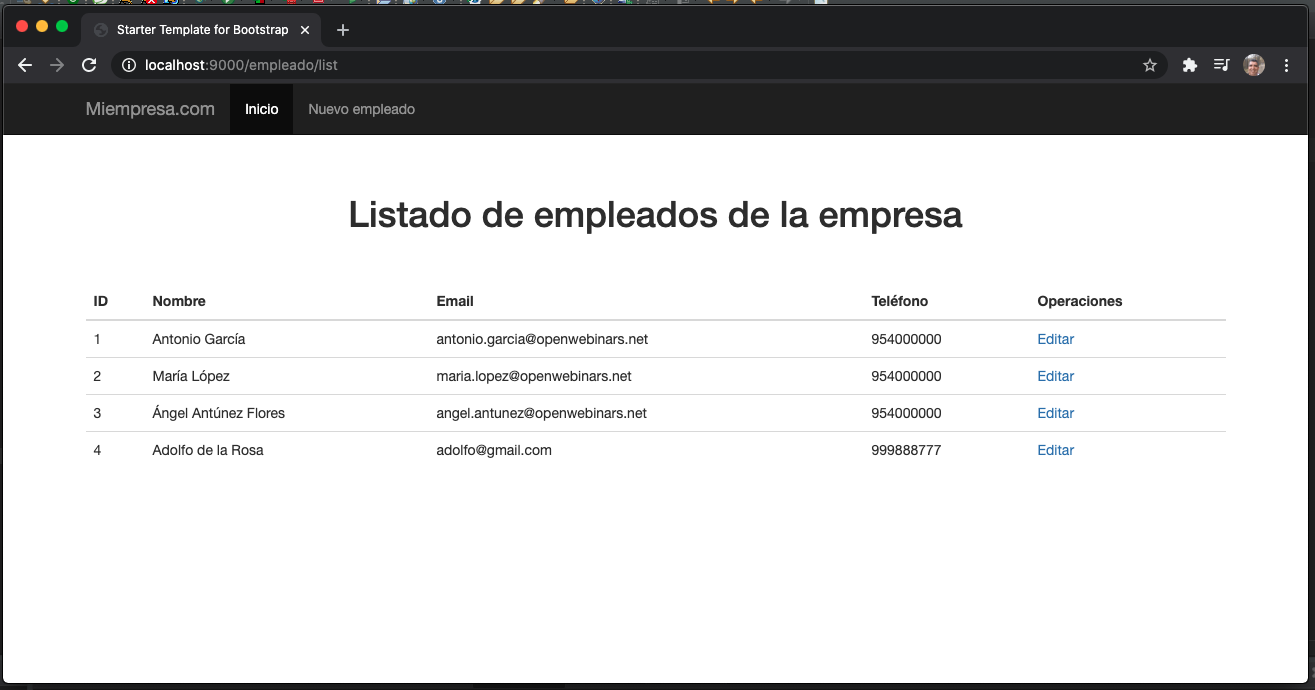 Starter Template for Bootstrap
localhost:9000/empleado/list
Miempresa.com Inicio Nuevo empleado
Listado de empleados de la empresa
ID Nombre Email Teléfono Operaciones
1 Antonio García antonio.garcia@openwebinars.net 954000000 Editar
2 María López maria.lopez@openwebinars.net 954000000 Editar
3 Ángel Antúnez Flores angel.antunez@openwebinars.net 954000000 Editar
4 Adolfo de la Rosa adolfo@gmail.com 999888777 Editar